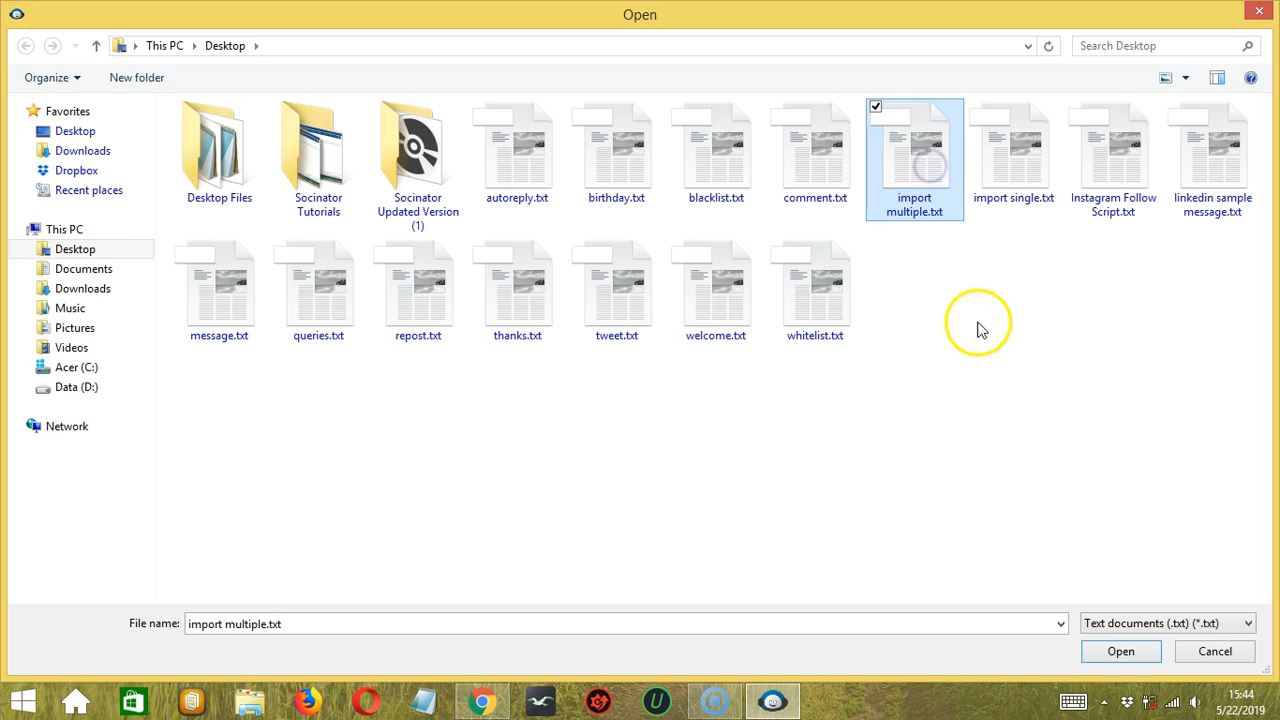 Open
This PC
Desktop
Search Desktop
Organize
New folder
Favorites
Desktop
Downloads
Dropbox
Recent places
This PC
Desktop
Documents
Downloads
Music
Pictures
Videos
Acer (C:)
Data (D:)
Network
Desktop Files
Socinator
Tutorials
Socinator
Updated Version
(1)
autoreply.txt
birthday.txt
blacklist.txt
comment.txt
import
multiple.txt
import single.txt
Instagram Follow
Script.txt
linkedin sample
message.txt
message.txt
queries.txt
repost.txt
thanks.txt
tweet.txt
welcome.txt
whitelist.txt
File name:
import multiple.txt
Text documents (.txt) (*.txt)
Open
Cancel
15:44
5/22/2019